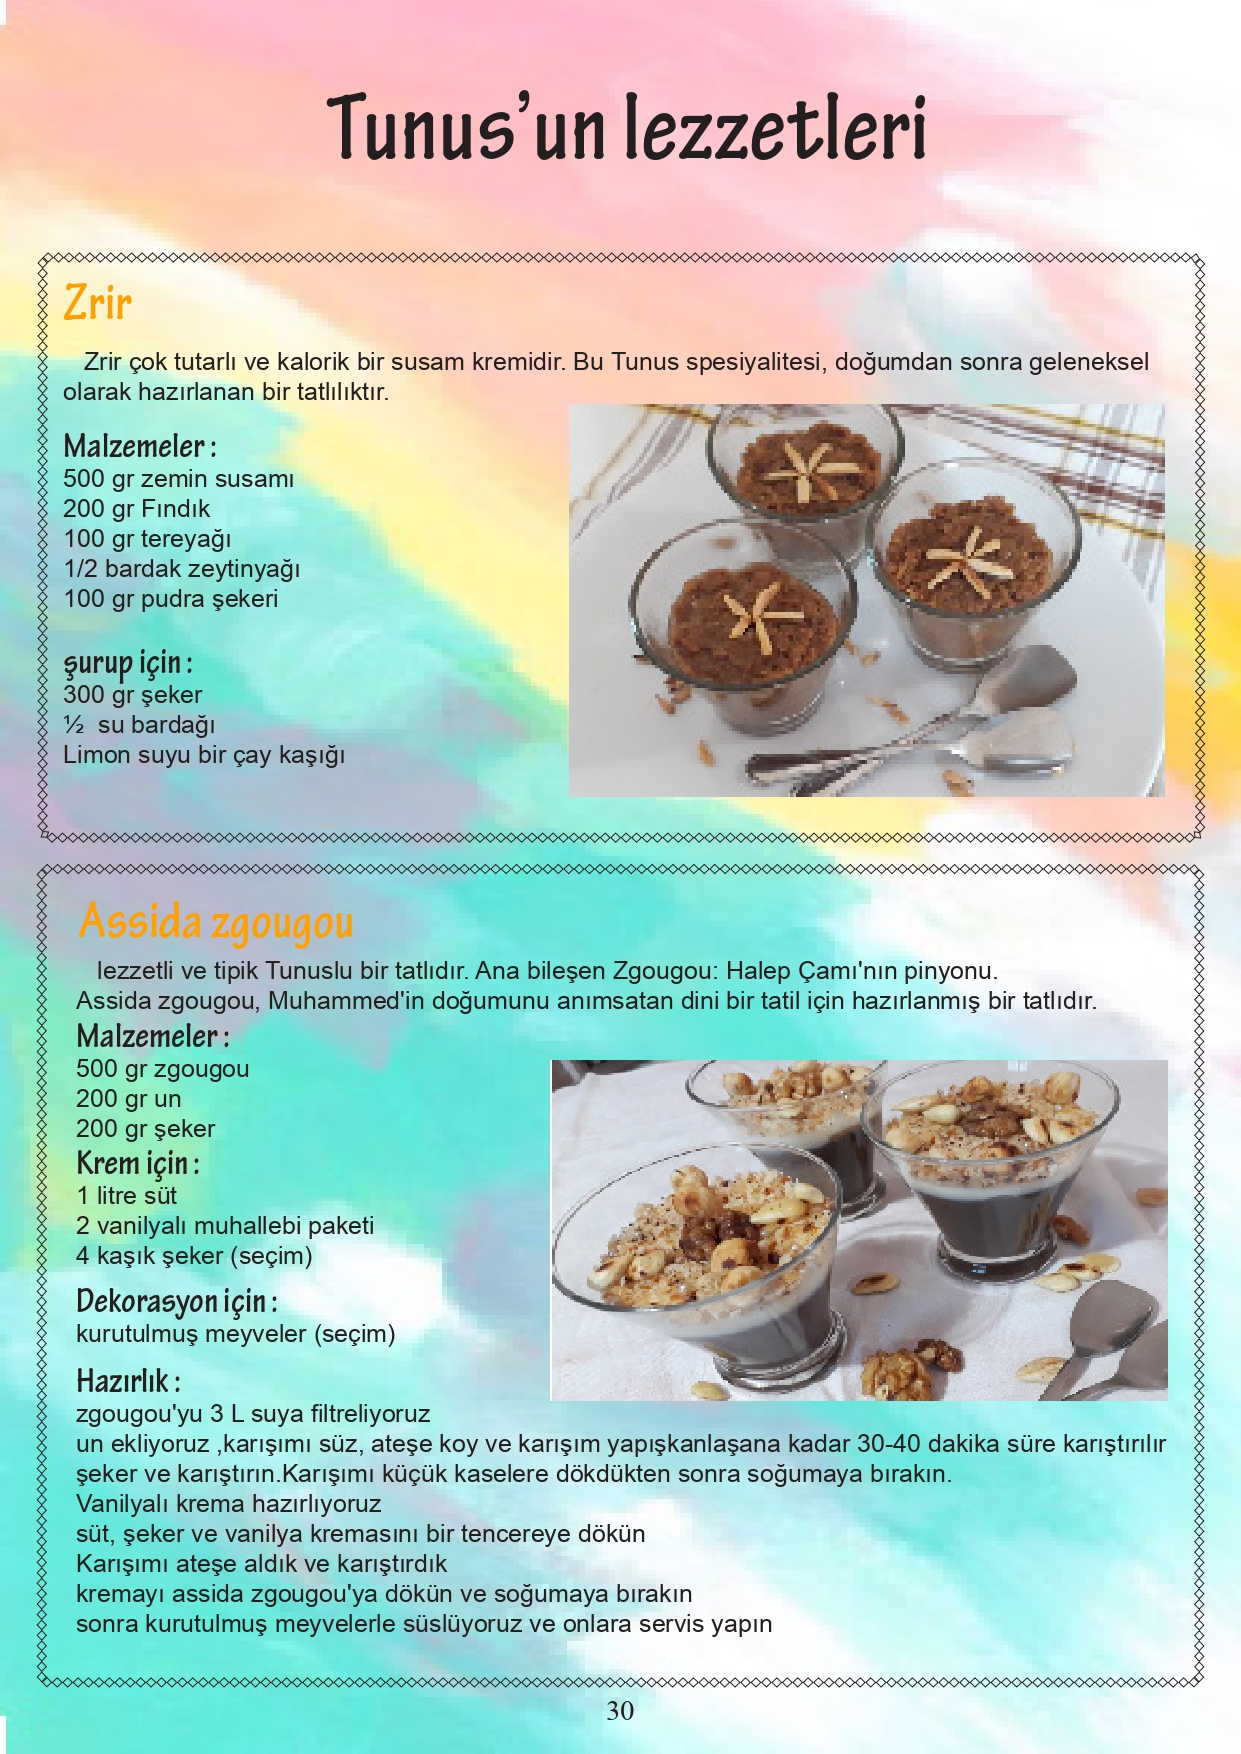 Tunus'un lezzetleri
Zrir
Zrir çok tutarlı ve kalorik bir susam kremidir. Bu Tunus spesiyalitesi, doğumdan sonra geleneksel
olarak hazırlanan bir tatlılıktır.
Malzemeler :
500 gr zemin susamı
200 gr Fındık
100 gr tereyağı
1/2 bardak zeytinyağı
100 gr pudra şekeri
şurup için :
300 gr şeker
½ su bardağı
Limon suyu bir çay kaşığı
Assida zgougou
lezzetli ve tipik Tunuslu bir tatlıdır. Ana bileşen Zgougou: Halep Çamı'nın pinyonu.
Assida zgougou, Muhammed'in doğumunu anımsatan dini bir tatil için hazırlanmış bir tatlıdır.
Malzemeler :
500 gr zgougou
200 gr un
200 gr şeker
Krem için :
1 litre süt
2 vanilyalı muhallebi paketi
4 kaşık şeker (seçim)
Dekorasyon için :
kurutulmuş meyveler (seçim)
Hazırlık :
zgougou'yu 3 L suya filtreliyoruz
un ekliyoruz ,karışımı süz, ateşe koy ve karışım yapışkanlaşana kadar 30-40 dakika süre karıştırılır
şeker ve karıştırın.Karışımı küçük kaselere dökdükten sonra soğumaya bırakın.
Vanilyalı krema hazırlıyoruz
süt, şeker ve vanilya kremasını bir tencereye dökün
Karışımı ateşe aldık ve karıştırdık
kremayı assida zgougou'ya dökün ve soğumaya bırakın
sonra kurutulmuş meyvelerle süslüyoruz ve onlara servis yapın
30